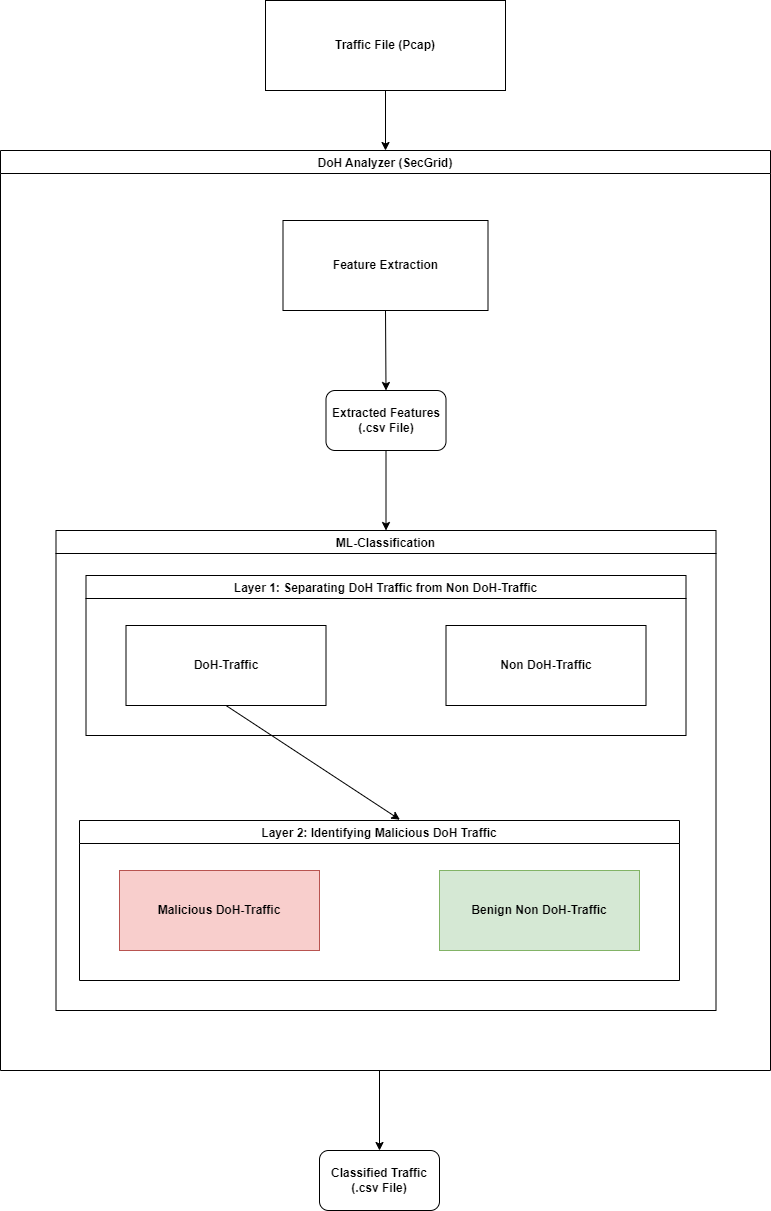 Traffic File (Pcap)
DoH Analyzer (SecGrid)
Feature Extraction
Extracted Features
(.csv File)
ML-Classification
Layer 1: Separating DoH Traffic from Non DoH-Traffic
DoH-Traffic
Non DoH-Traffic
Layer 2: Identifying Malicious DoH Traffic
Malicious DoH-Traffic
Benign Non DoH-Traffic
Classified Traffic
(.csv File)